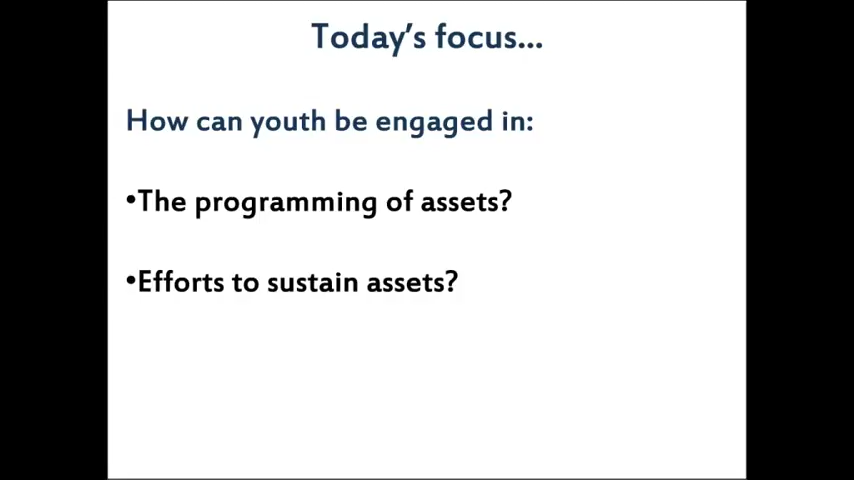 Today’s focus...
How can youth be engaged in:
•The programming of assets?
•Efforts to sustain assets?